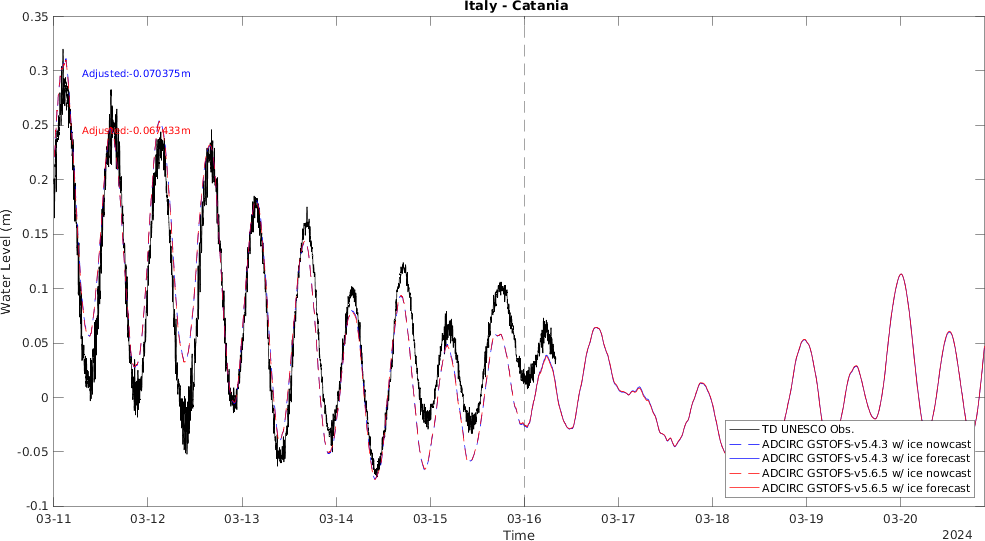 Italy - Catania
0.35
0.3
0.25
0.2
0.15
0.1
0.05
0
-0.05
-0.1
Water Level (m)
Adjusted:-0.070375m
Adjusted:-0.067433m
TD UNESCO Obs.
ADCIRC GSTOFS-v5.4.3 w/ ice nowcast
ADCIRC GSTOFS-v5.4.3 w/ ice forecast
ADCIRC GSTOFS-v5.6.5 w/ ice nowcast
ADCIRC GSTOFS-v5.6.5 w/ ice forecast
03-11 03-12 03-13 03-14 03-15 03-16 03-17 03-18 03-19 03-20
Time
2024